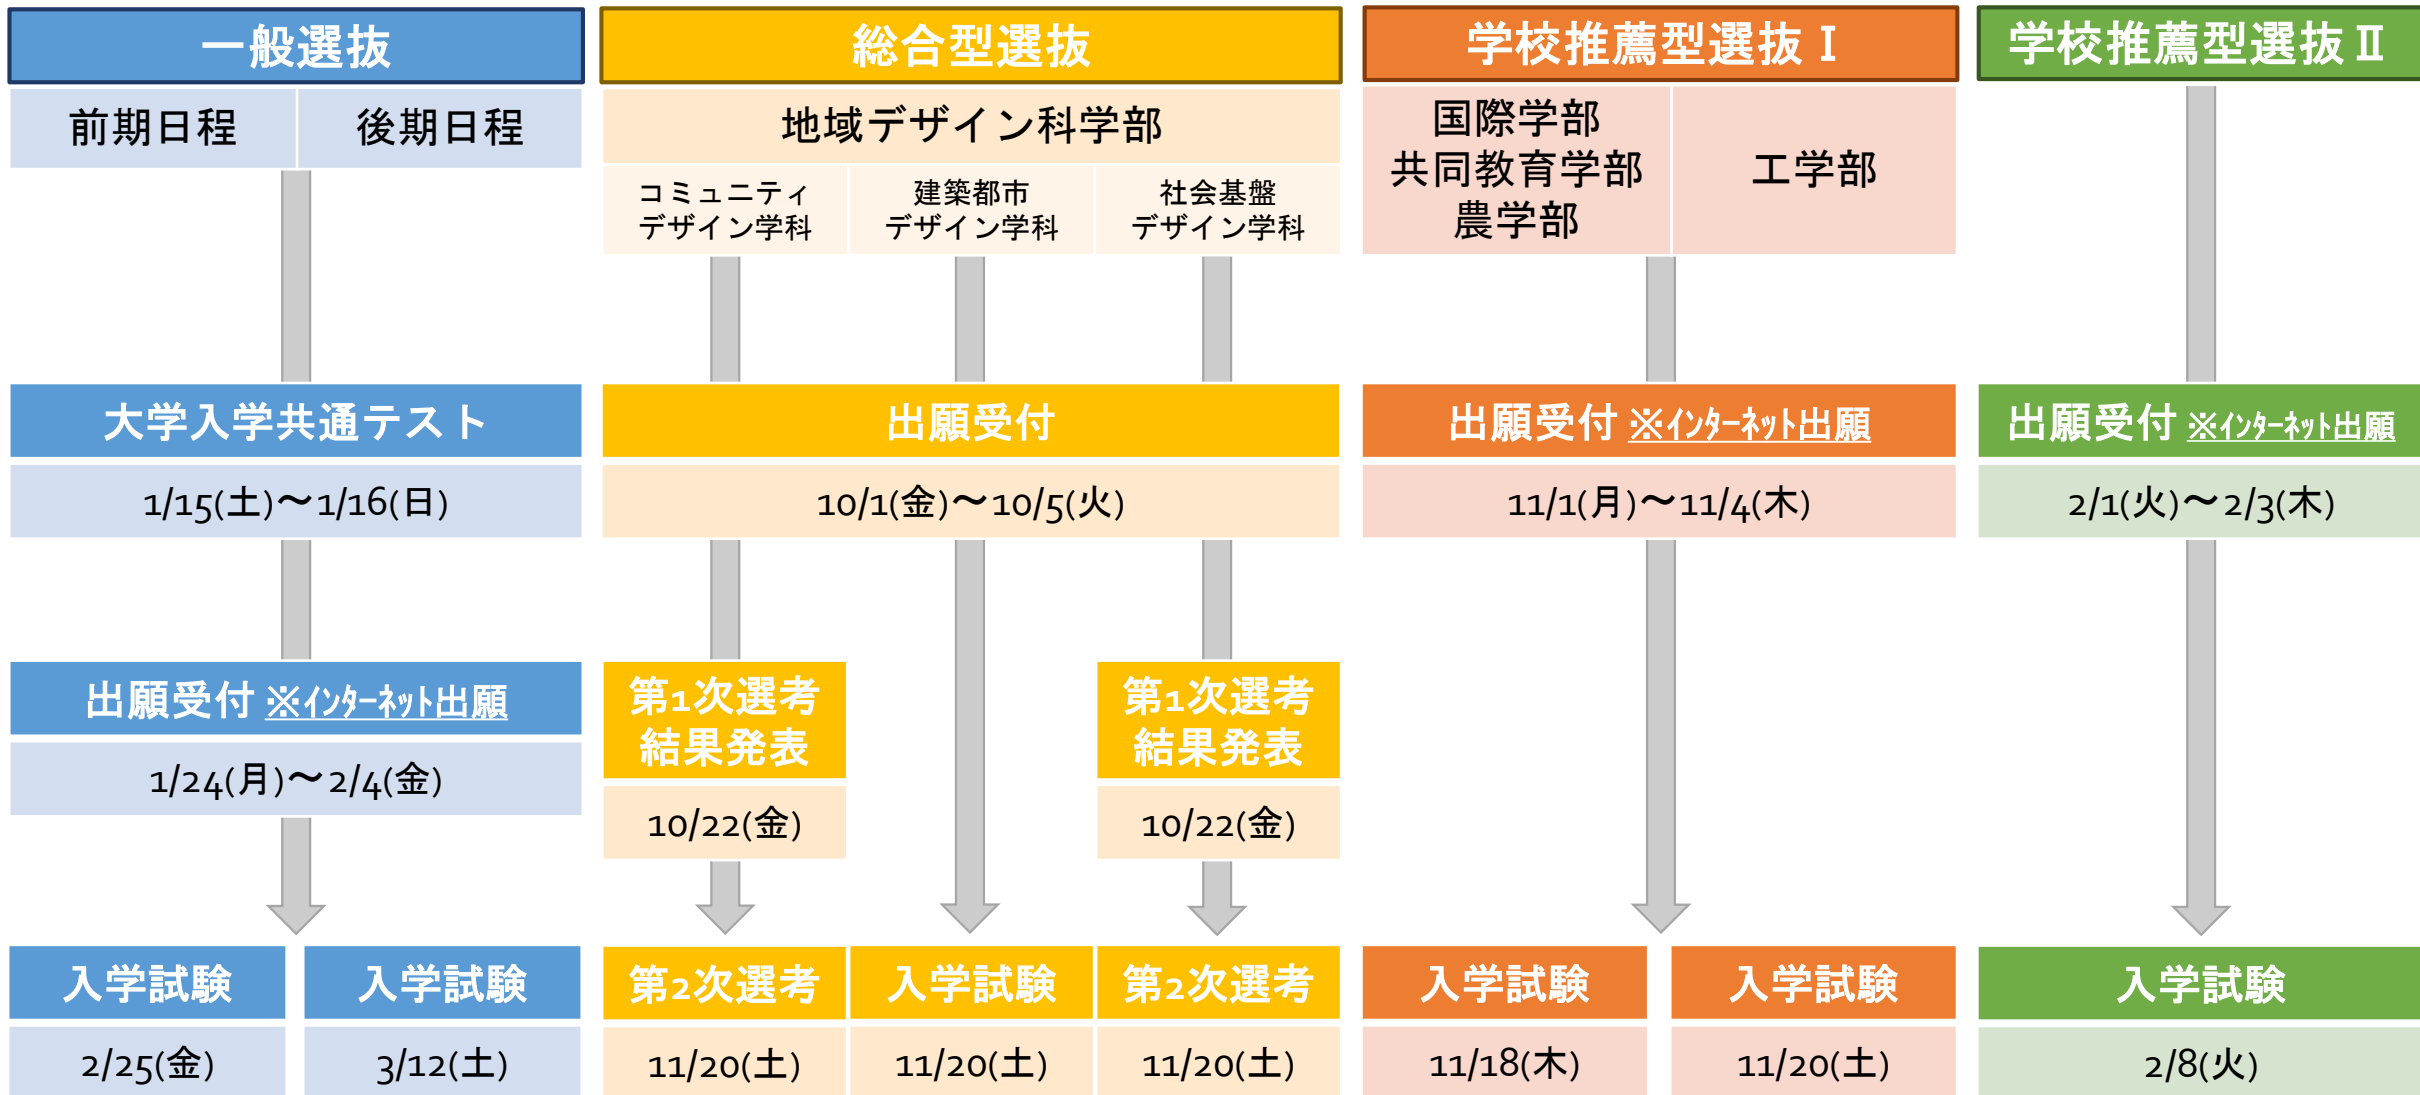 一般選抜
前期日程
後期日程
大学入学共通テスト
1/15(土)〜1/16(日)
出願受付 ※インターネット出願
1/24(月)〜2/4(金)
入学試験
2/25(金)
入学試験
3/12(土)
総合型選抜
地域デザイン科学部
コミュニティ
デザイン学科
建築都市
デザイン学科
社会基盤
デザイン学科
出願受付
10/1(金)〜10/5(火)
第1次選考
結果発表
10/22(金)
第1次選考
結果発表
10/22(金)
第2次選考
11/20(土)
入学試験
11/20(土)
第2次選考
11/20(土)
学校推薦型選抜Ⅰ
国際学部
共同教育学部
農学部
工学部
出願受付 ※インターネット出願
11/1(月)〜11/4(木)
入学試験
11/18(木)
入学試験
11/20(土)
学校推薦型選抜Ⅱ
出願受付 ※インターネット出願
2/1(火)〜2/3(木)
入学試験
2/8(火)